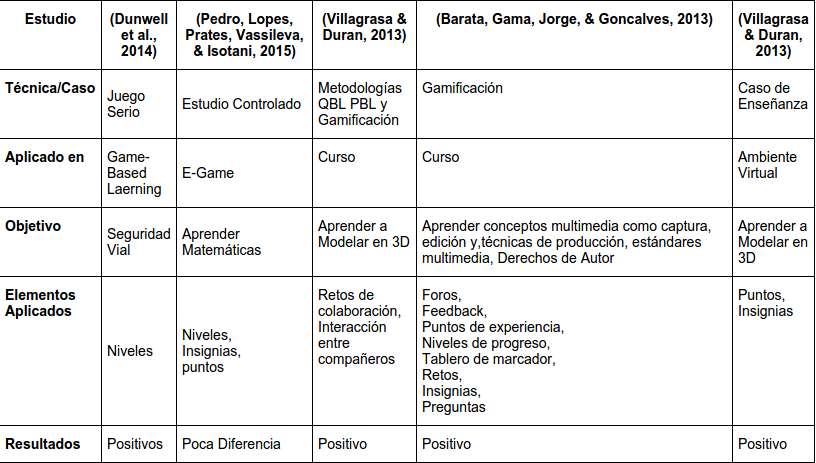 Estudio
(Dunwell
et al.,
2014)
(Pedro, Lopes,
Prates, Vassileva,
& Isotani, 2015)
(Villagrasa &
Duran, 2013)
(Barata, Gama, Jorge, & Goncalves, 2013)
(Villagrasa
& Duran,
2013)
Técnica/Caso
Juego
Serio
Estudio Controlado
Metodologías
QBL PBL y
Gamificación
Gamificación
Caso de
Enseñanza
Aplicado en
Game-
Based
Laerning
E-Game
Curso
Curso
Ambiente
Virtual
Objetivo
Seguridad
Vial
Aprender
Matemáticas
Aprender a
Modelar en 3D
Aprender conceptos multimedia como captura,
edición y,técnicas de producción, estándares
multimedia, Derechos de Autor
Aprender a
Modelar en
3D
Elementos
Aplicados
Niveles
Niveles,
Insignias,
puntos
Retos de
colaboración,
Interacción
entre
compañeros
Foros,
Feedback,
Puntos de experiencia,
Niveles de progreso,
Tablero de marcador,
Retos,
Insignias,
Preguntas
Puntos,
Insignias
Resultados
Positivos
Poca Diferencia
Positivo
Positivo
Positivo